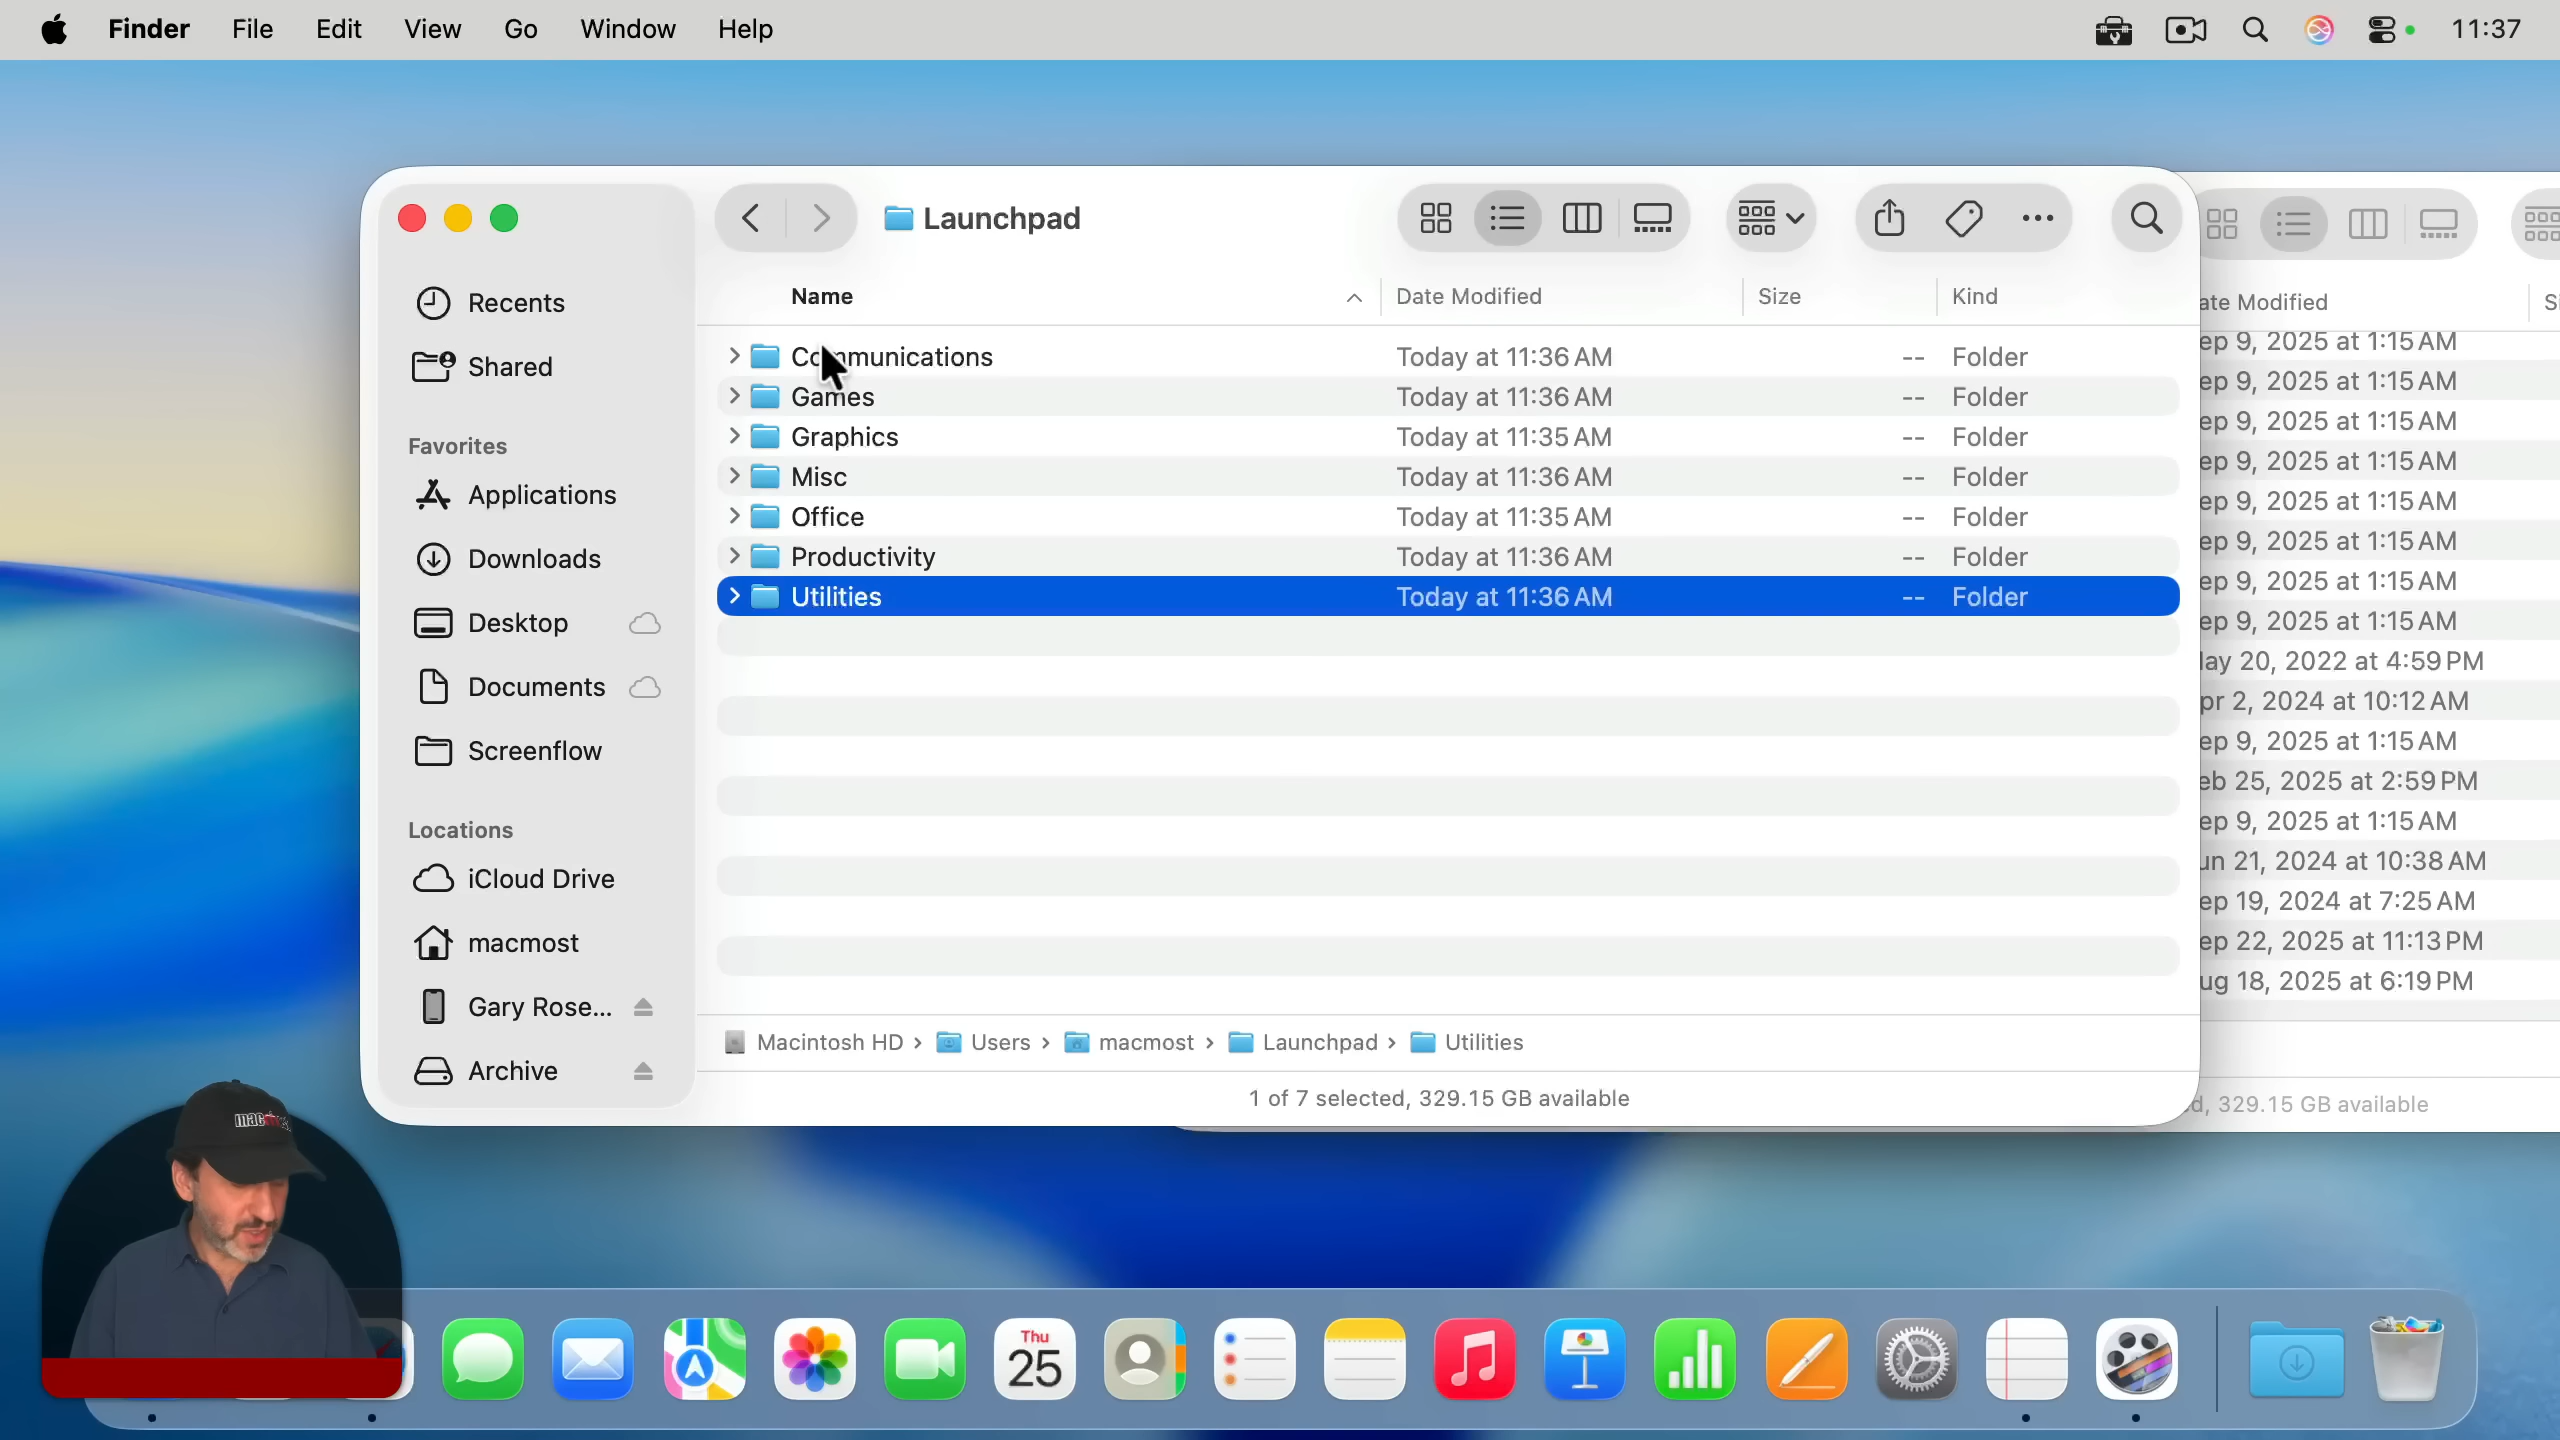 Finder File Edit View Go Window Help 11:37
Launchpad
Recents
Shared
Favorites
Applications
Downloads
Desktop
Documents
Screenflow
Locations
iCloud Drive
macmost
Gary Rose...
Archive
Name Date Modified Size Kind
Communications Today at 11:36 AM -- Folder
Games Today at 11:36 AM -- Folder
Graphics Today at 11:35 AM -- Folder
Misc Today at 11:36 AM -- Folder
Office Today at 11:35 AM -- Folder
Productivity Today at 11:36 AM -- Folder
Utilities Today at 11:36 AM -- Folder
Macintosh HD › Users › macmost › Launchpad › Utilities
1 of 7 selected, 329.15 GB available
ate Modified
ep 9, 2025 at 1:15 AM
ep 9, 2025 at 1:15 AM
ep 9, 2025 at 1:15 AM
ep 9, 2025 at 1:15 AM
ep 9, 2025 at 1:15 AM
ep 9, 2025 at 1:15 AM
ep 9, 2025 at 1:15 AM
ep 9, 2025 at 1:15 AM
ay 20, 2022 at 4:59 PM
pr 2, 2024 at 10:12 AM
ep 9, 2025 at 1:15 AM
eb 25, 2025 at 2:59 PM
ep 9, 2025 at 1:15 AM
un 21, 2024 at 10:38 AM
ep 19, 2024 at 7:25 AM
ep 22, 2025 at 11:13 PM
ug 18, 2025 at 6:19 PM
d, 329.15 GB available
Thu
25